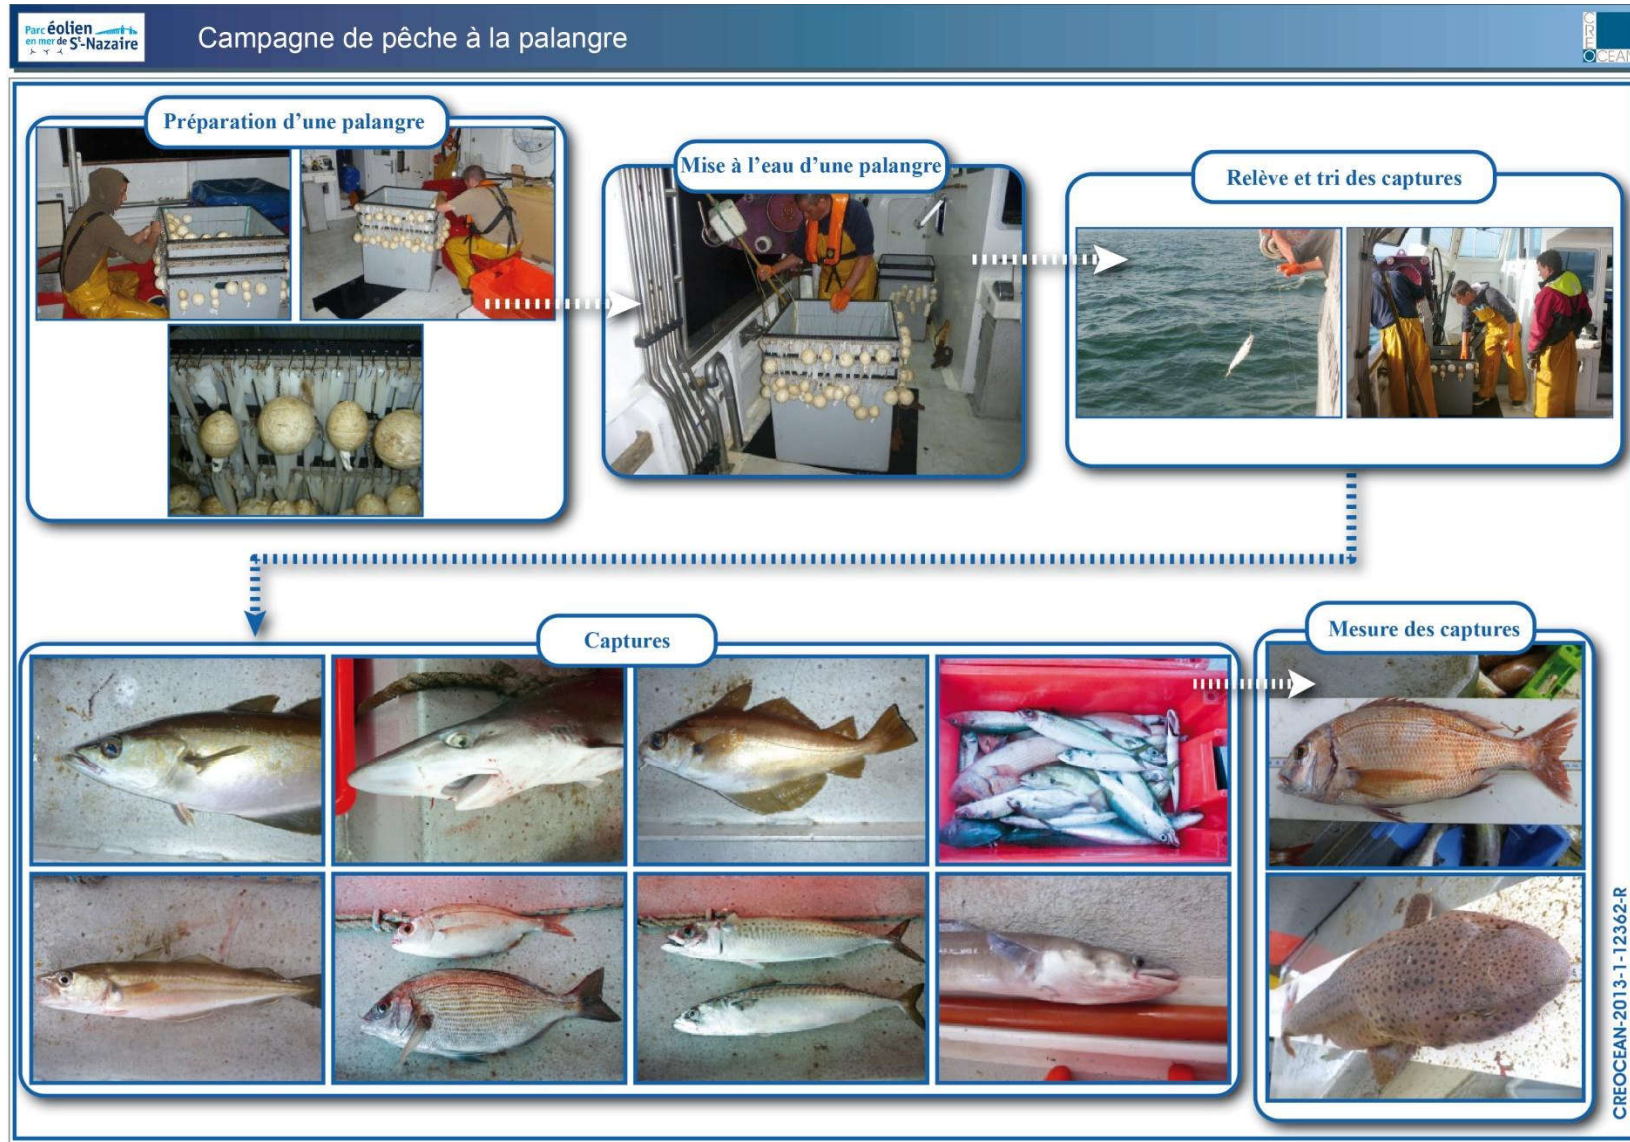 Parc éolien
en mer de St-Nazaire
Campagne de pêche à la palangre
CREOCEAN
Préparation d'une palangre
Mise à l'eau d'une palangre
Relève et tri des captures
Captures
Mesure des captures
CREOCEAN-2013-1-12362-R